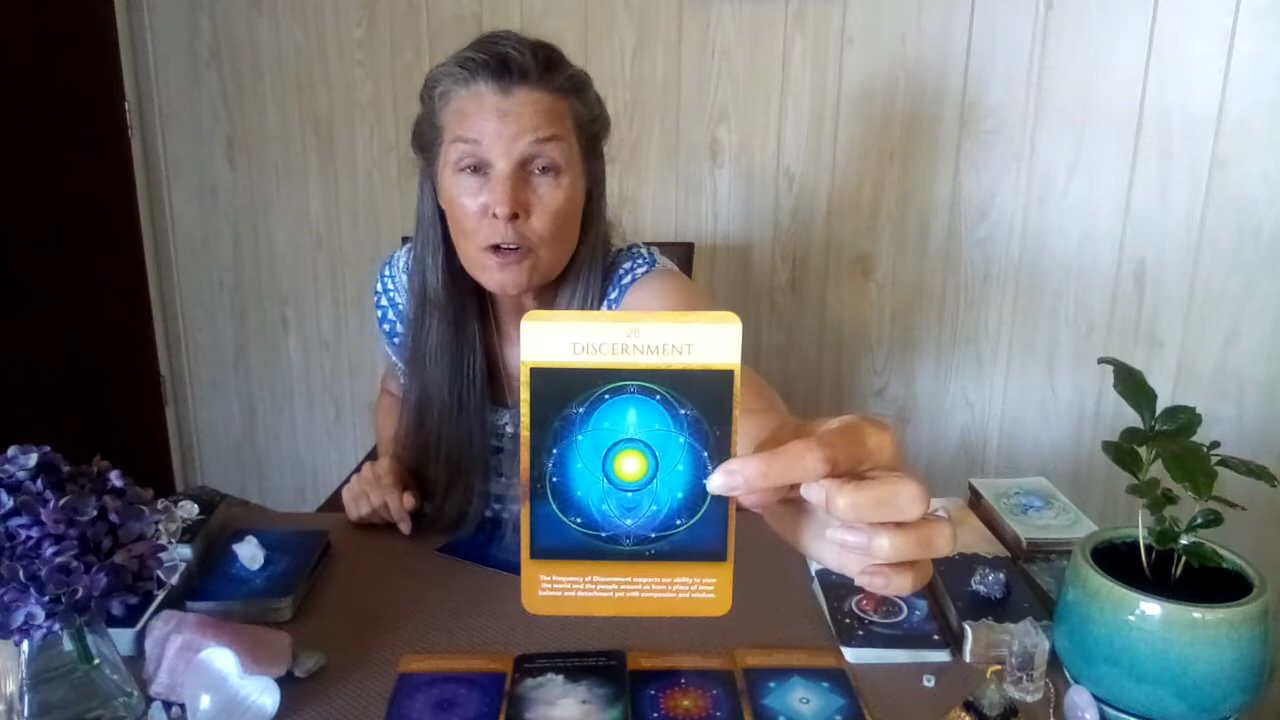 20
DISCERNMENT
The frequency of Discernment supports our ability to view
the world and the people around us from a place of inner
balance and detachment yet with compassion and wisdom.